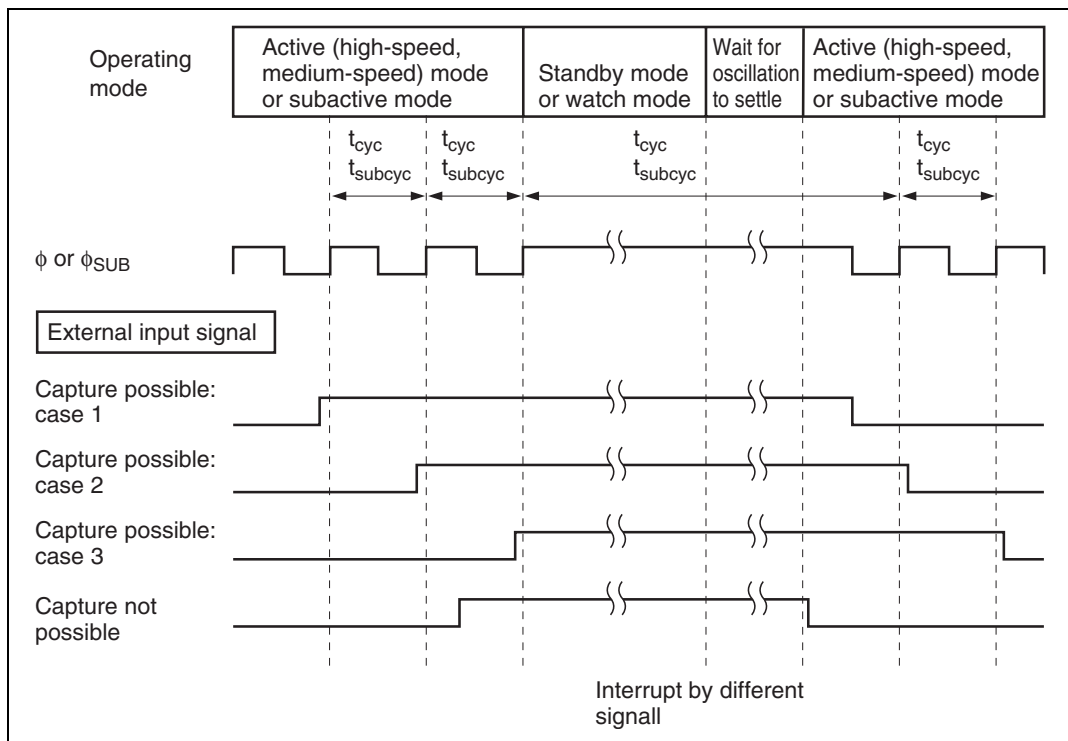 Operating
mode
Active (high-speed,
medium-speed) mode
or subactive mode
Standby mode
or watch mode
Wait for
oscillation
to settle
Active (high-speed,
medium-speed) mode
or subactive mode
tcyc
tsubcyc
tcyc
tsubcyc
tcyc
tsubcyc
tcyc
tsubcyc
φ or φSUB
External input signal
Capture possible:
case 1
Capture possible:
case 2
Capture possible:
case 3
Capture not
possible
Interrupt by different
signall